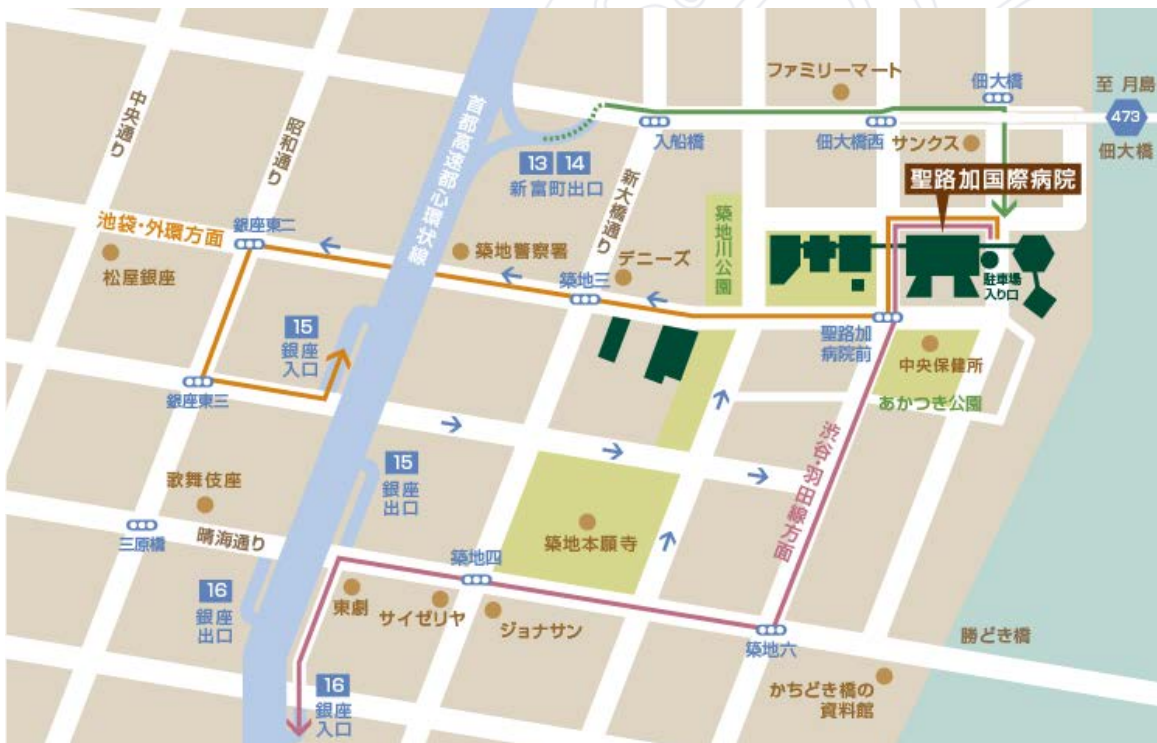 ファミリーマート
佃大橋
至 月島
473
佃大橋
入船橋
佃大橋西
サンクス
聖路加国際病院
中央通り
昭和通り
首都高速都心環状線
13 14
新富町出口
新大橋通り
池袋・外環方面
銀座東二
松屋銀座
築地警察署
築地三
デニーズ
築地川公園
駐車場
入り口
聖路加
病院前
中央保健所
あかつき公園
15
銀座
入口
銀座東三
15
銀座
出口
歌舞伎座
三原橋
晴海通り
築地四
築地本願寺
渋谷・羽田線方面
16
銀座
出口
東劇
サイゼリヤ
ジョナサン
築地六
勝どき橋
16
銀座
入口
かちどき橋の
資料館